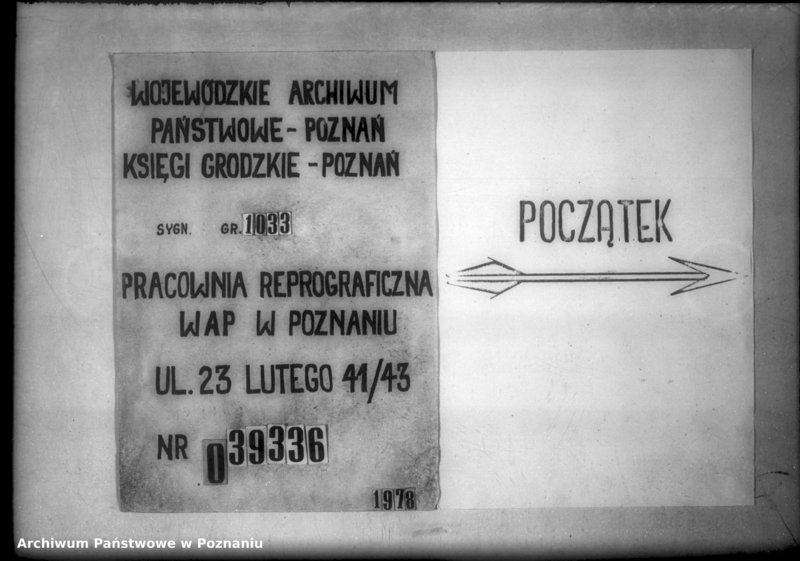 WOJEWÓDZKIE ARCHIWUM
PAŃSTWOWE - POZNAŃ
KSIĘGI GRODZKIE - POZNAŃ
SYGN. GR. 1033
PRACOWNIA REPROGRAFICZNA
WAP W POZNANIU
UL. 23 LUTEGO 41/43
NR 039336
1978
POCZĄTEK
Archiwum Państwowe w Poznaniu